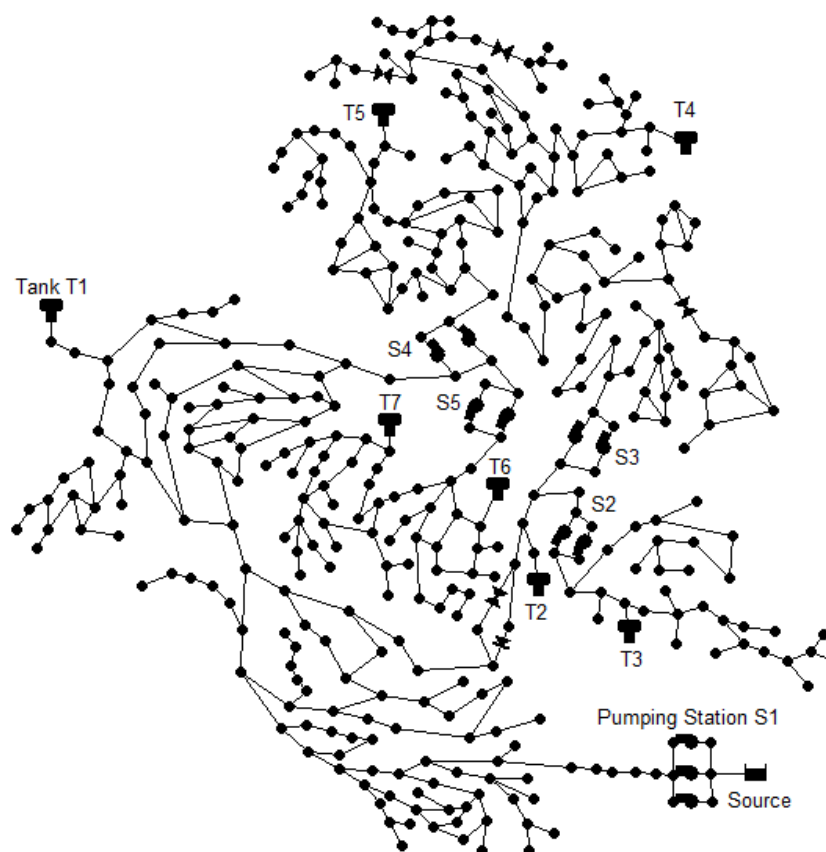 T5
T4
Tank T1
S4
T7
S5
S3
T6
S2
T2
T3
Pumping Station S1
Source